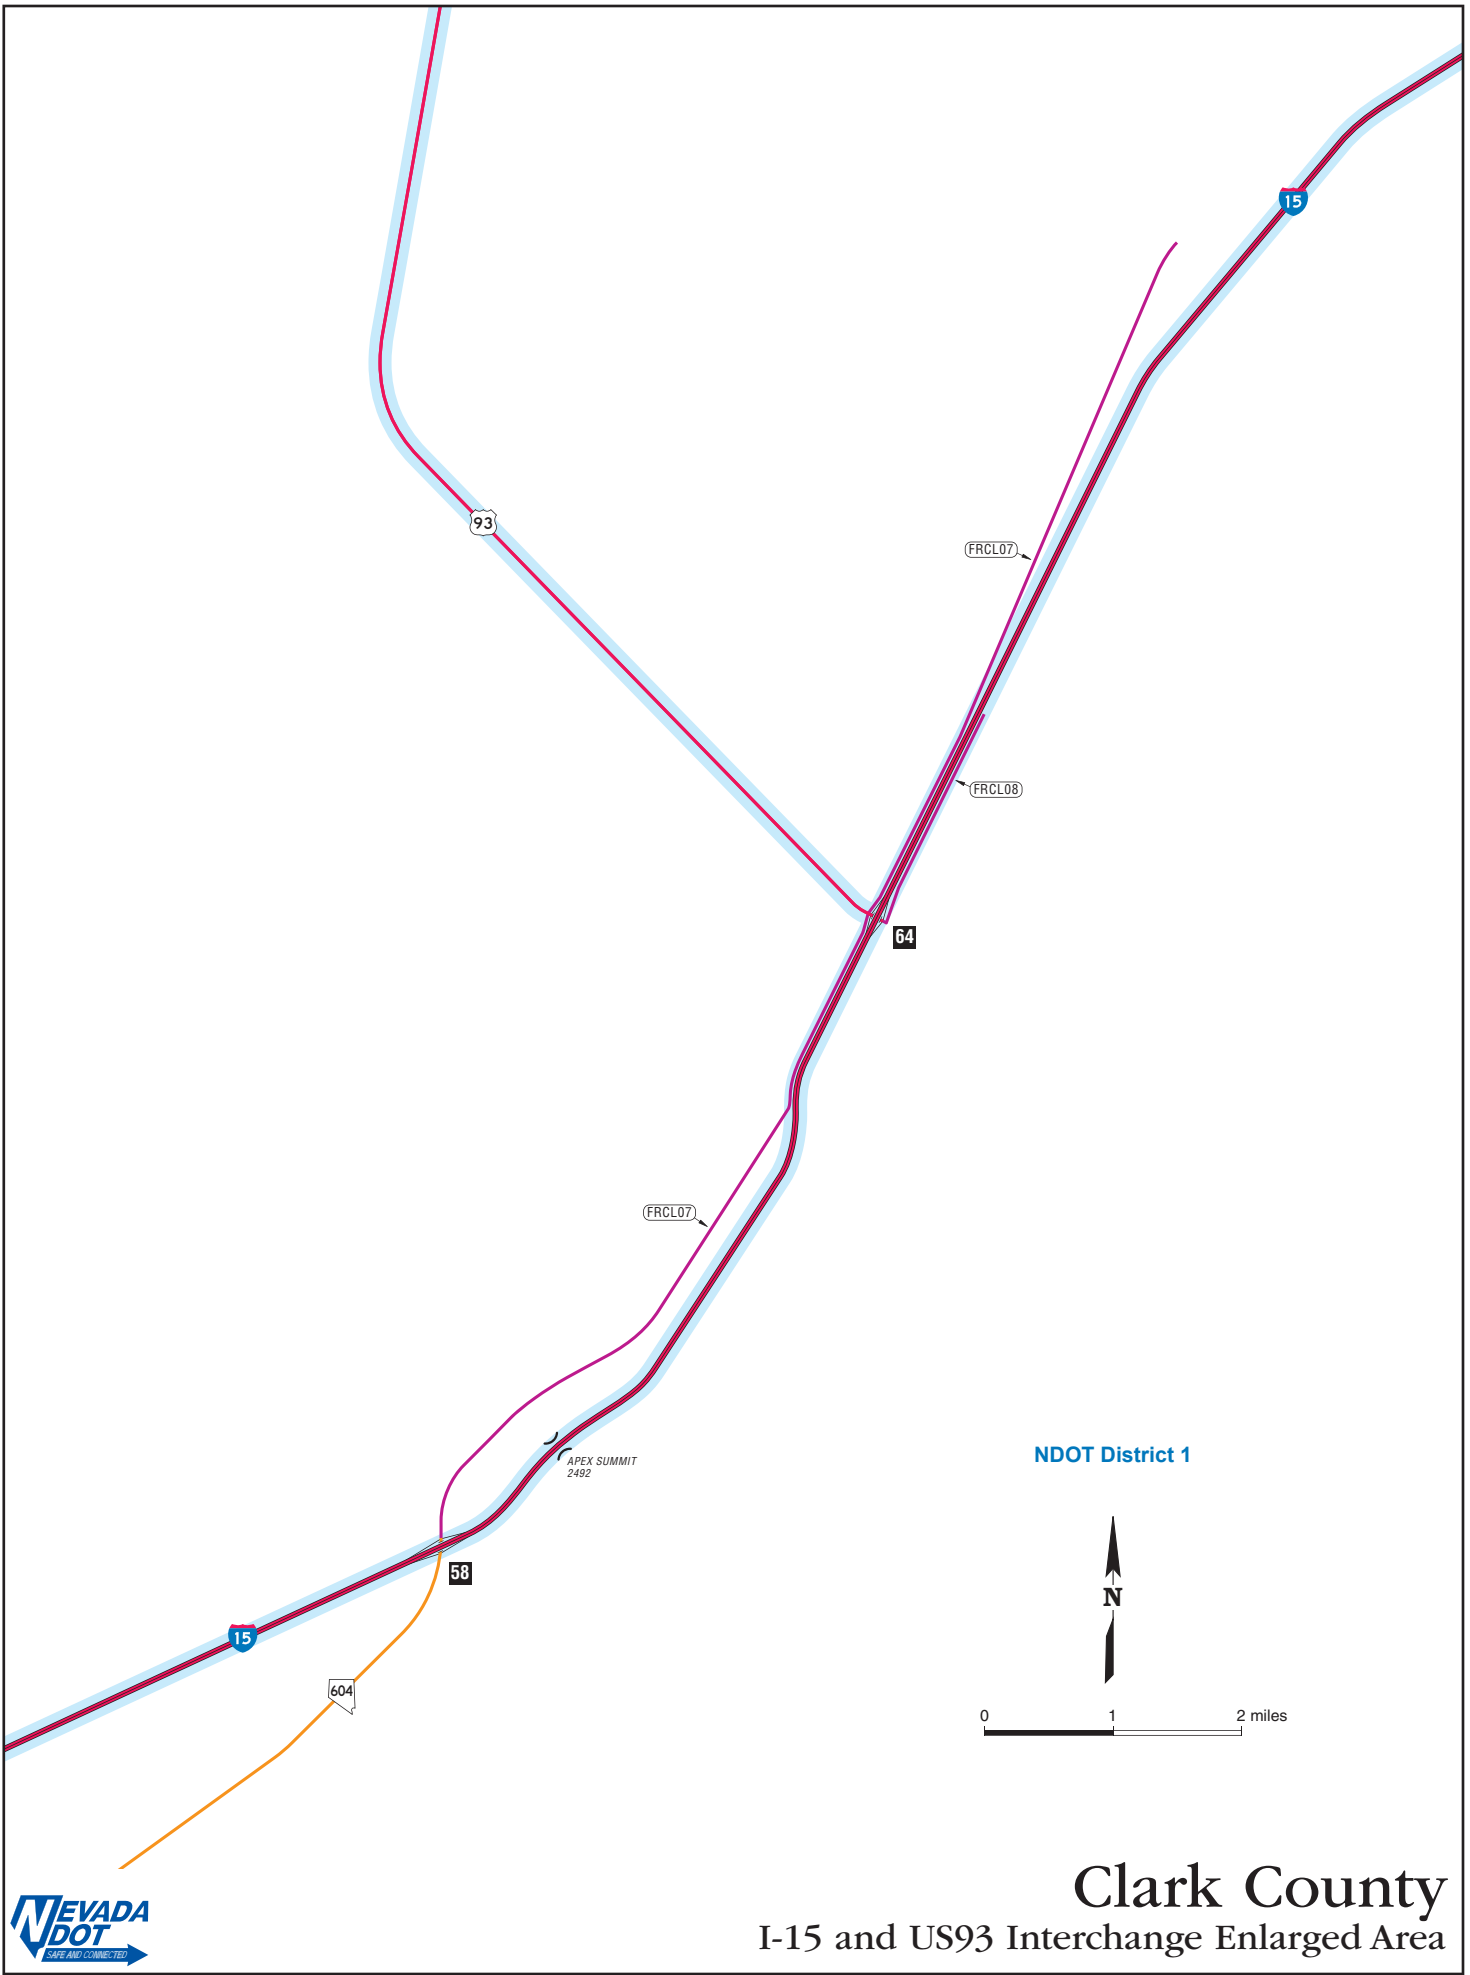 15
93
FRCL07
FRCL08
64
FRCL07
APEX SUMMIT
2492
NDOT District 1
58
N
15
604
0 1 2 miles
Clark County
I-15 and US93 Interchange Enlarged Area
NEVADA
DOT
SAFE AND CONNECTED